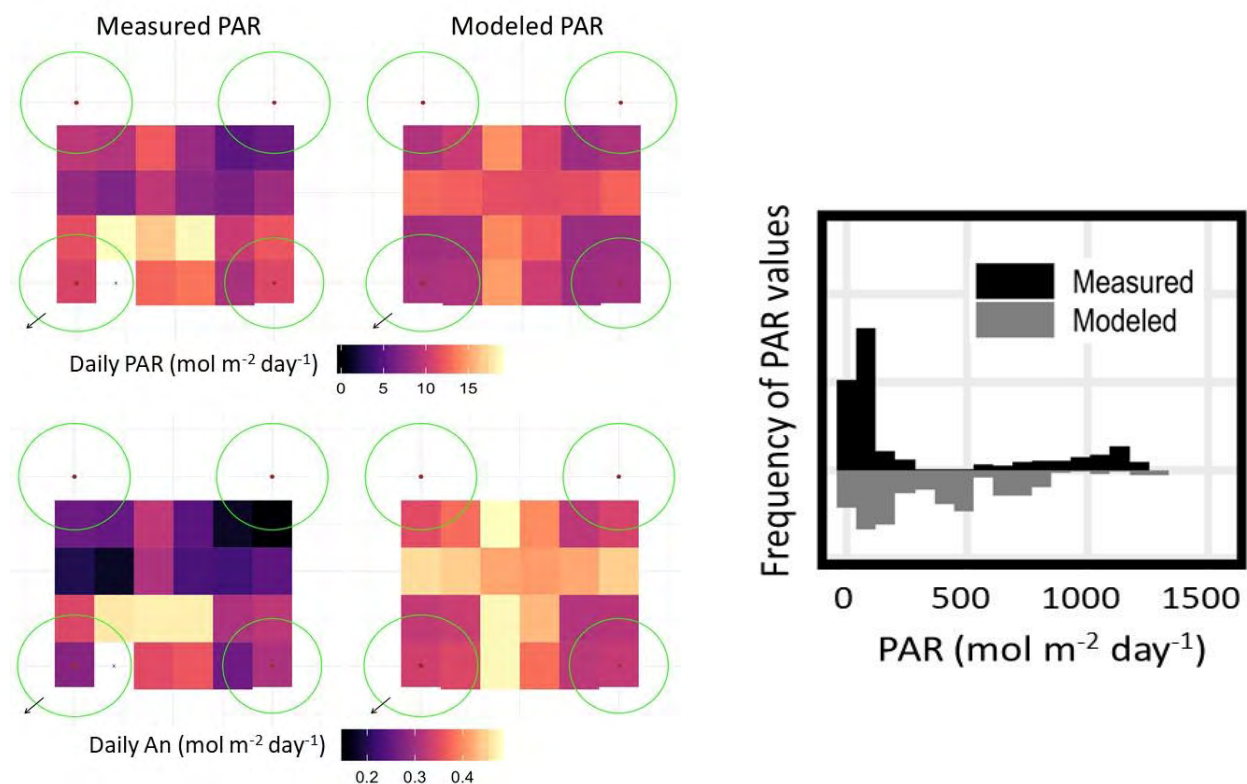 Measured PAR
Modeled PAR
Daily PAR (mol m⁻² day⁻¹)
0 5 10 15
Daily An (mol m⁻² day⁻¹)
0.2 0.3 0.4
Frequency of PAR values
Measured
Modeled
0 500 1000 1500
PAR (mol m⁻² day⁻¹)